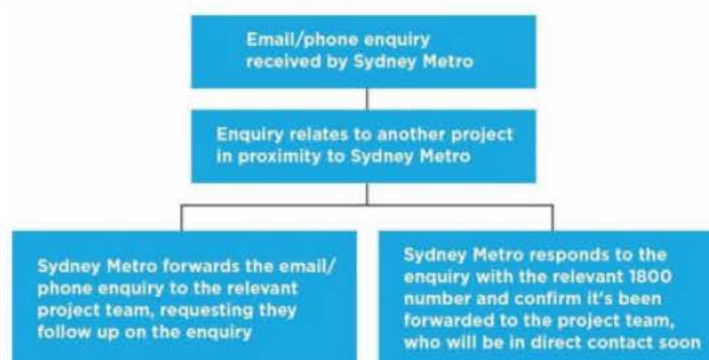 Email/phone enquiry
received by Sydney Metro
Enquiry relates to another project
in proximity to Sydney Metro
Sydney Metro forwards the email/
phone enquiry to the relevant
project team, requesting they
follow up on the enquiry
Sydney Metro responds to the
enquiry with the relevant 1800
number and confirm it's been
forwarded to the project team,
who will be in direct contact soon